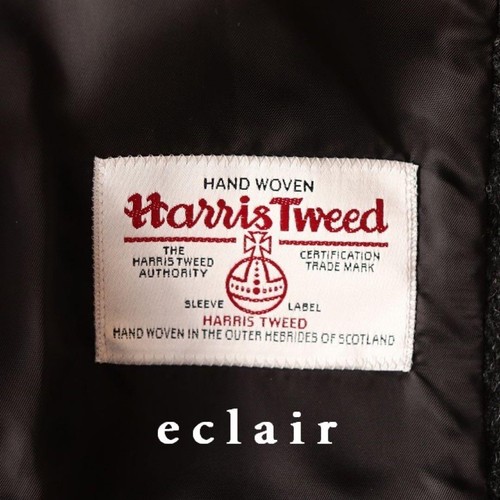 HAND WOVEN
Harris Tweed
THE
HARRIS TWEED
AUTHORITY
CERTIFICATION
TRADE MARK
SLEEVE LABEL
HARRIS TWEED
HAND WOVEN IN THE OUTER HEBRIDES OF SCOTLAND
eclair